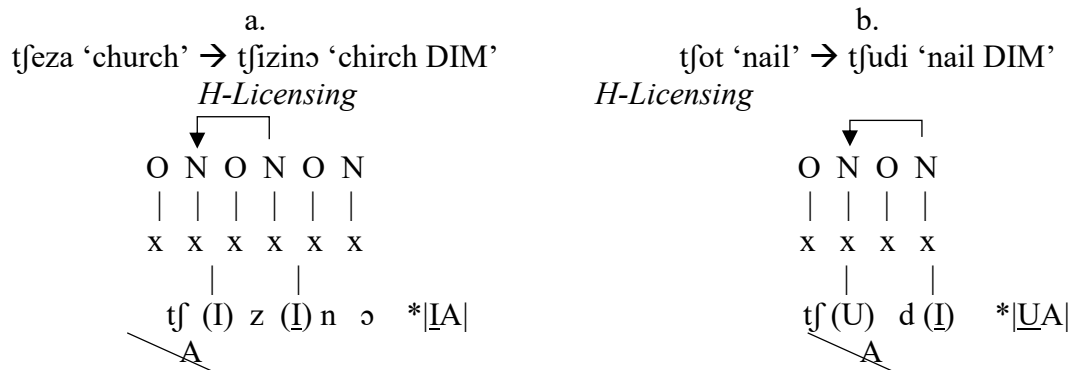 a. b.
tʃeza ‘church’ → tʃizinɔ ‘chirch DIM’ tʃot ‘nail’ → tʃudi ‘nail DIM’
H-Licensing H-Licensing
O N O N O N O N O N
| | | | | | | | | |
x x x x x x x x x x
| | | |
tʃ (I) z (I) n ɔ *|IA| tʃ (U) d (I) *|UA|
A A